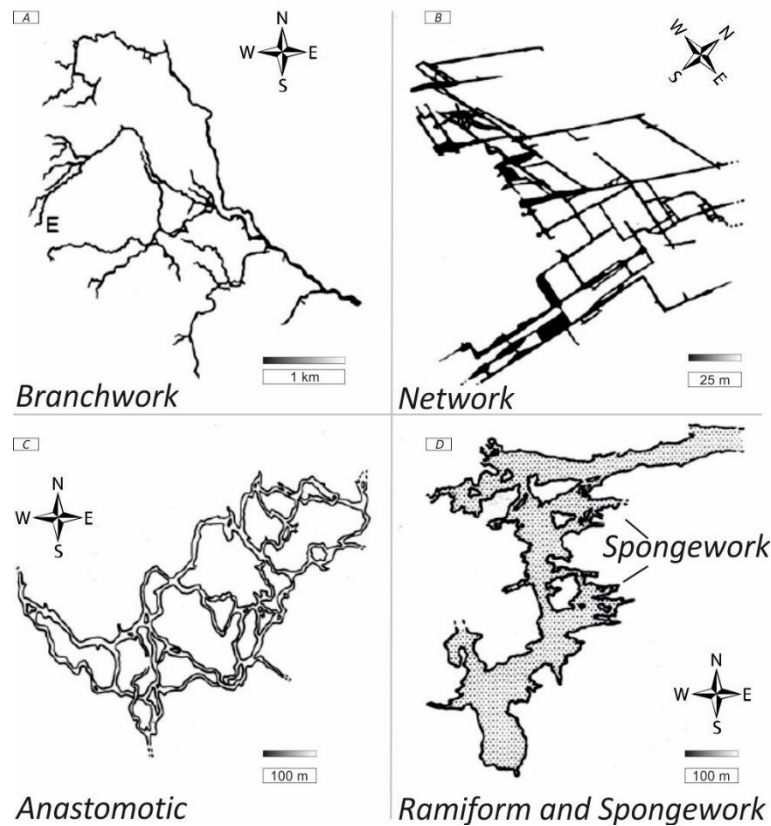 A
N
W E
S
E
1 km
Branchwork
B
W N
S E
25 m
Network
C
N
W E
S
100 m
Anastomotic
D
Spongework
N
W E
S
100 m
Ramiform and Spongework